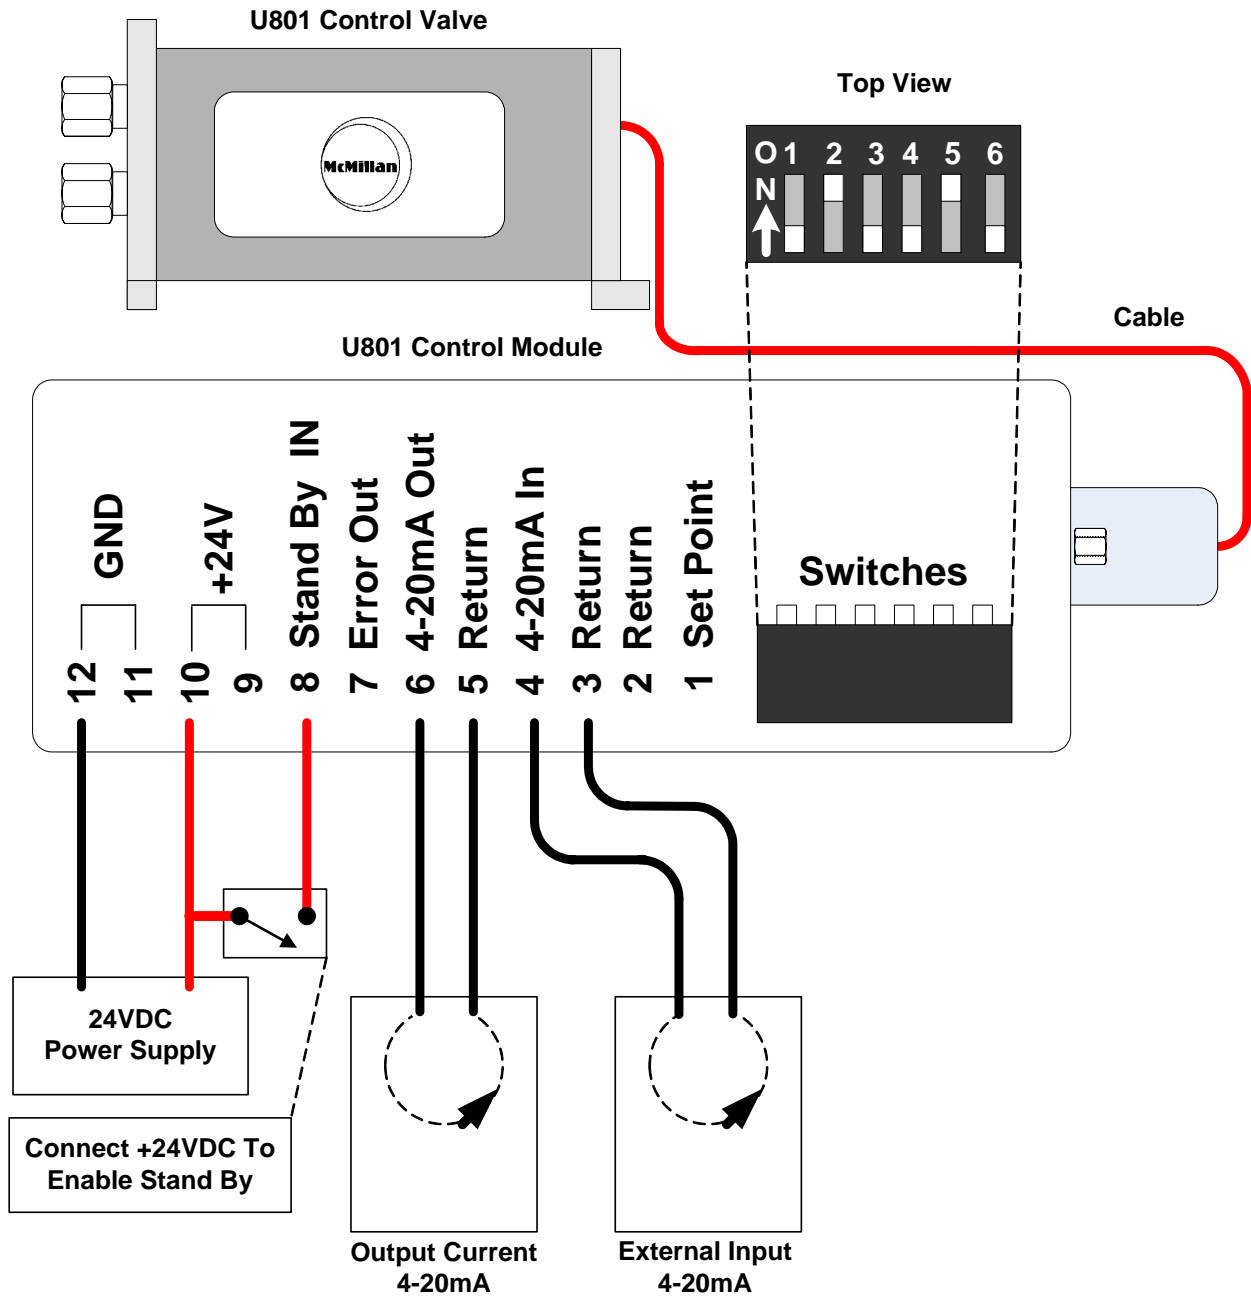 U801 Control Valve
McMillan
Top View
O 1 2 3 4 5 6
N
Cable
U801 Control Module
GND
+24V
12
11
10
9
8 Stand By IN
7 Error Out
6 4-20mA Out
5 Return
4 4-20mA In
3 Return
2 Return
1 Set Point
Switches
24VDC
Power Supply
Connect +24VDC To
Enable Stand By
Output Current
4-20mA
External Input
4-20mA